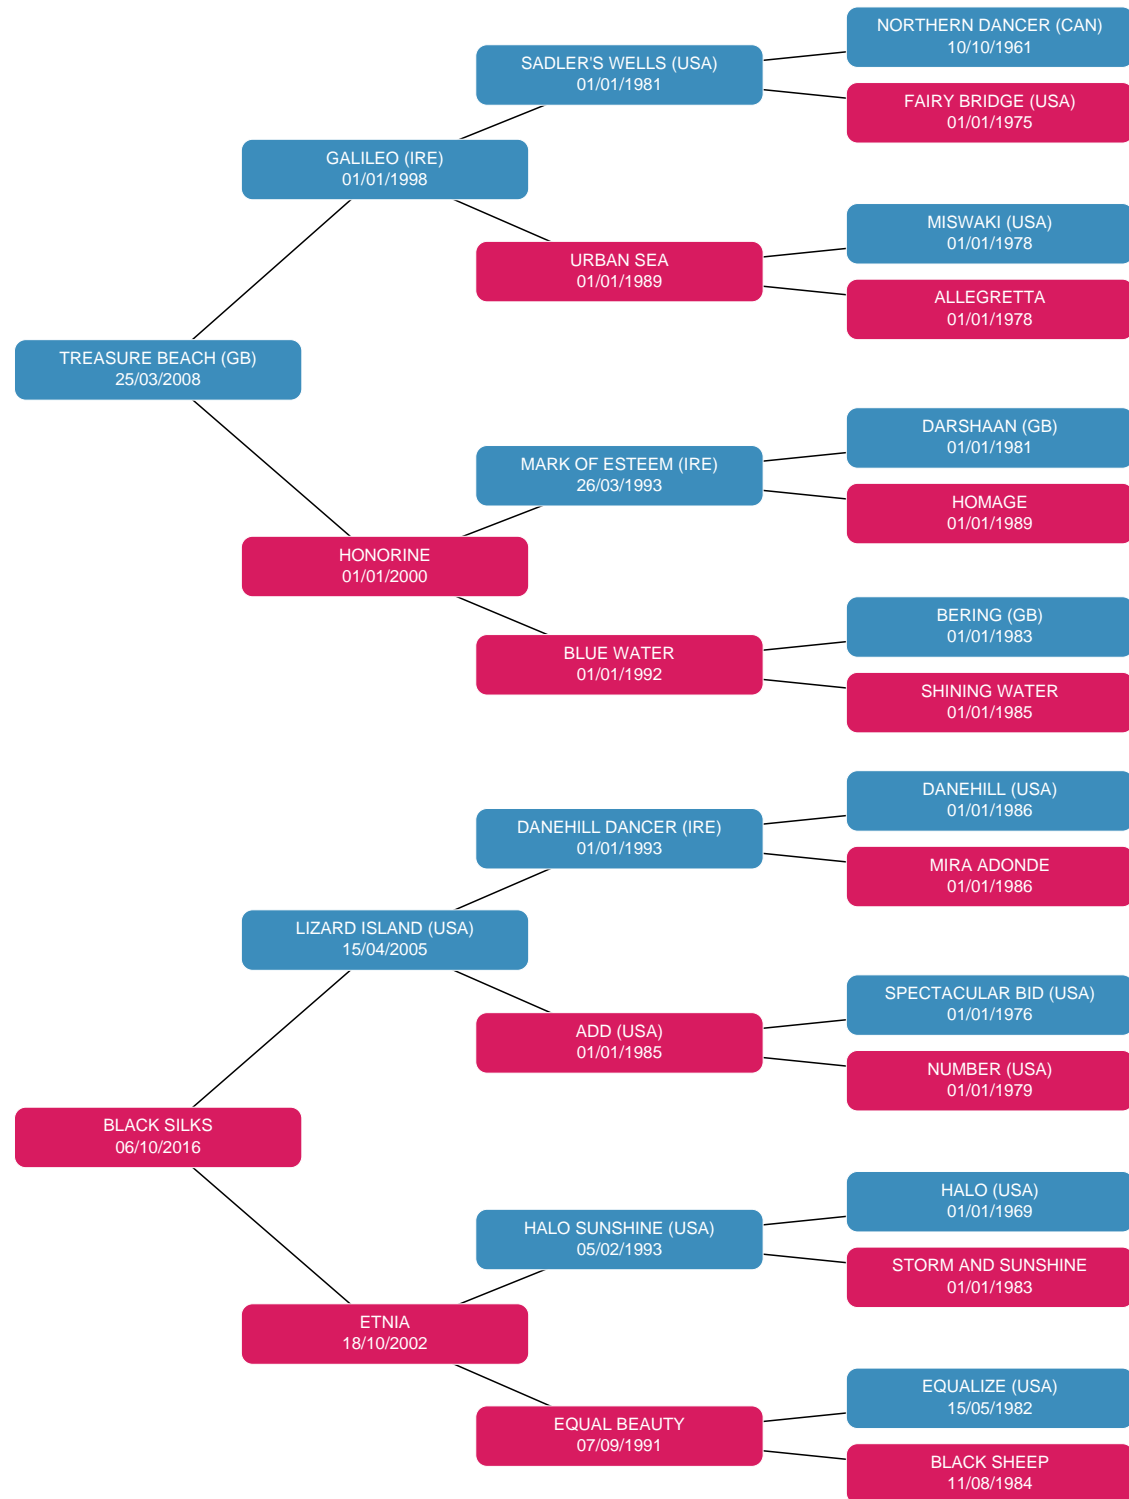 NORTHERN DANCER (CAN)
10/10/1961
SADLER'S WELLS (USA)
01/01/1981
FAIRY BRIDGE (USA)
01/01/1975
GALILEO (IRE)
01/01/1998
MISWAKI (USA)
01/01/1978
URBAN SEA
01/01/1989
ALLEGRETTA
01/01/1978
TREASURE BEACH (GB)
25/03/2008
DARSHAAN (GB)
01/01/1981
MARK OF ESTEEM (IRE)
26/03/1993
HOMAGE
01/01/1989
HONORINE
01/01/2000
BERING (GB)
01/01/1983
BLUE WATER
01/01/1992
SHINING WATER
01/01/1985
DANEHILL (USA)
01/01/1986
DANEHILL DANCER (IRE)
01/01/1993
MIRA ADONDE
01/01/1986
LIZARD ISLAND (USA)
15/04/2005
SPECTACULAR BID (USA)
01/01/1976
ADD (USA)
01/01/1985
NUMBER (USA)
01/01/1979
BLACK SILKS
06/10/2016
HALO (USA)
01/01/1969
HALO SUNSHINE (USA)
05/02/1993
STORM AND SUNSHINE
01/01/1983
ETNIA
18/10/2002
EQUALIZE (USA)
15/05/1982
EQUAL BEAUTY
07/09/1991
BLACK SHEEP
11/08/1984